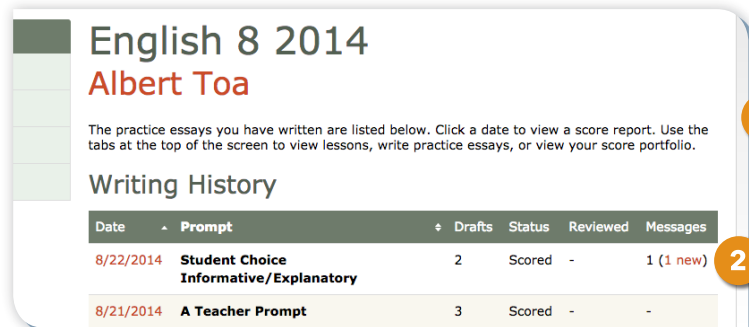 English 8 2014
Albert Toa
The practice essays you have written are listed below. Click a date to view a score report. Use the
tabs at the top of the screen to view lessons, write practice essays, or view your score portfolio.
Writing History
Date Prompt Drafts Status Reviewed Messages
8/22/2014 Student Choice 2 Scored - 1 (1 new) 2
Informative/Explanatory
8/21/2014 A Teacher Prompt 3 Scored - -